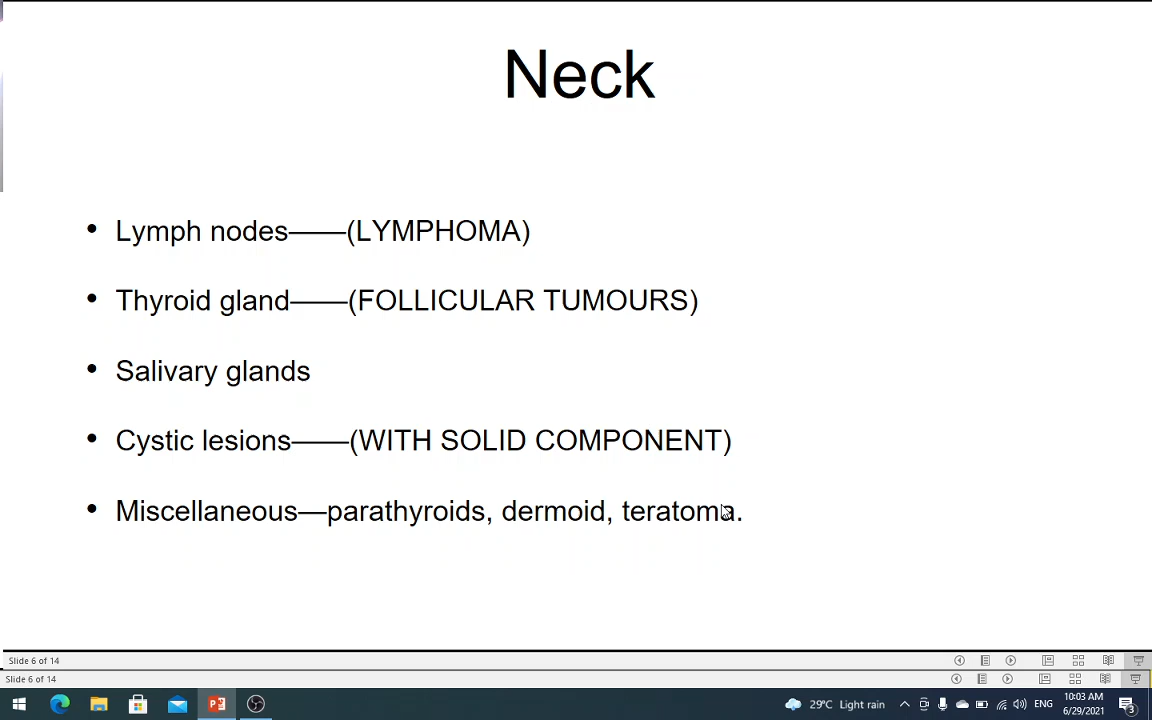 Neck
• Lymph nodes——(LYMPHOMA)
• Thyroid gland——(FOLLICULAR TUMOURS)
• Salivary glands
• Cystic lesions——(WITH SOLID COMPONENT)
• Miscellaneous—parathyroids, dermoid, teratoma.
Slide 6 of 14
Slide 6 of 14
29°C Light rain
ENG
10:03 AM
6/29/2021
3